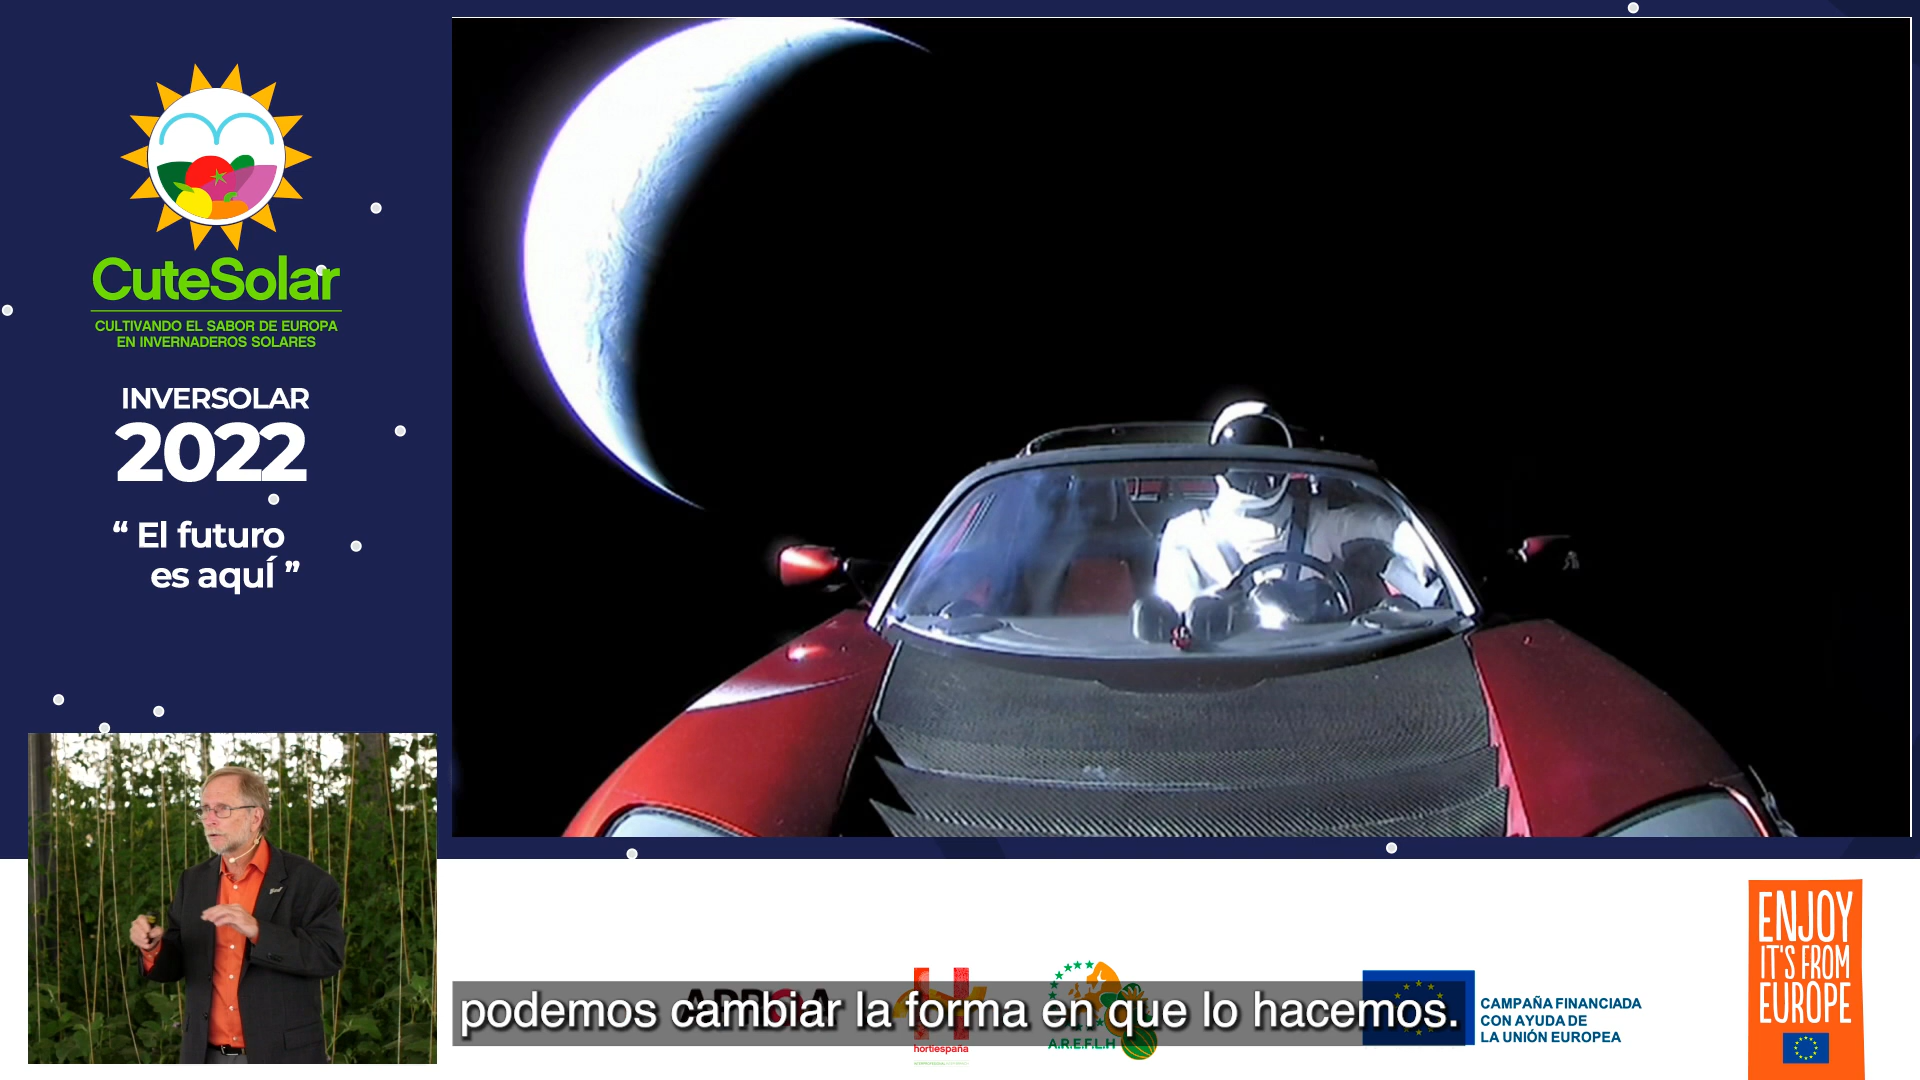 CuteSolar
CULTIVANDO EL SABOR DE EUROPA
EN INVERNADEROS SOLARES
INVERSOLAR
2022
“ El futuro
es aquÍ ”
podemos cambiar la forma en que lo hacemos.
hortiespaña
A.R.E.F.L.H
CAMPAÑA FINANCIADA
CON AYUDA DE
LA UNIÓN EUROPEA
ENJOY
IT'S FROM
EUROPE